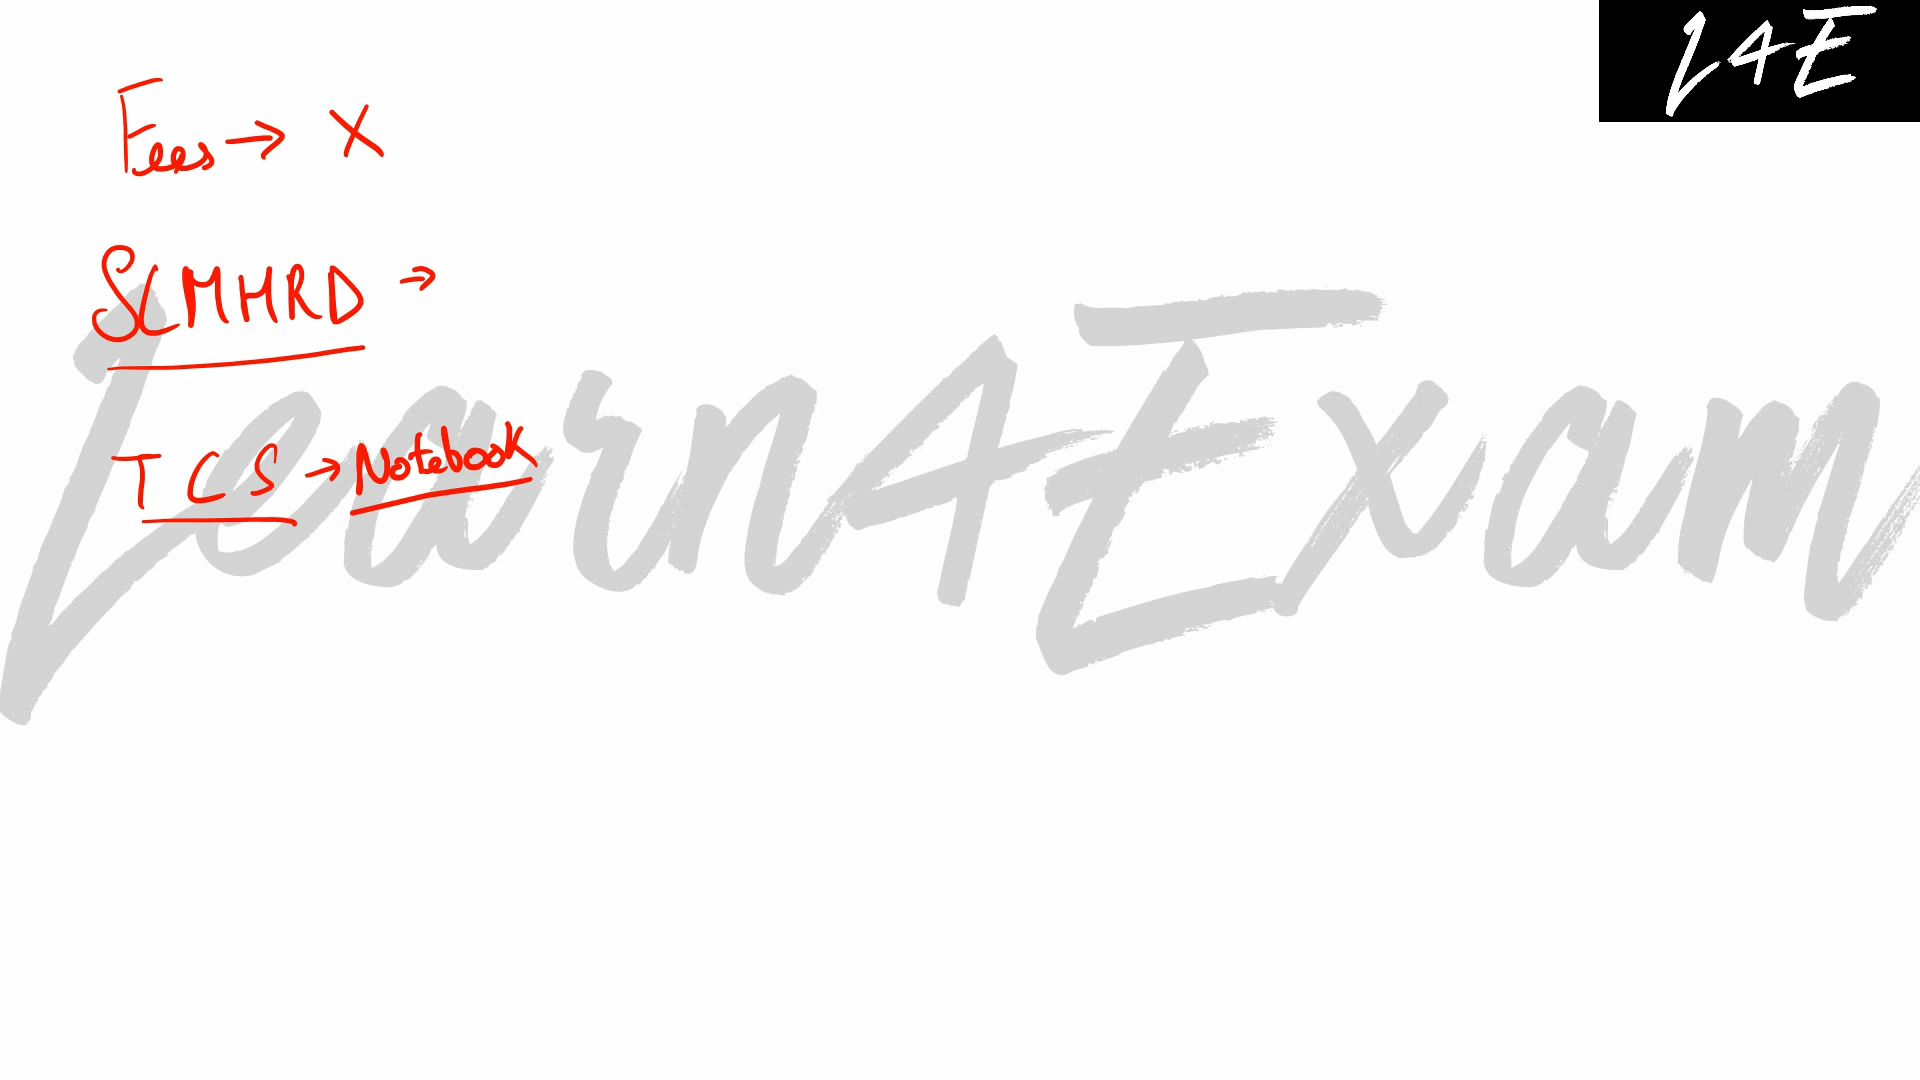 L4E
Fees → X
SCMHRD →
TCS → Notebook
Learn4Exam